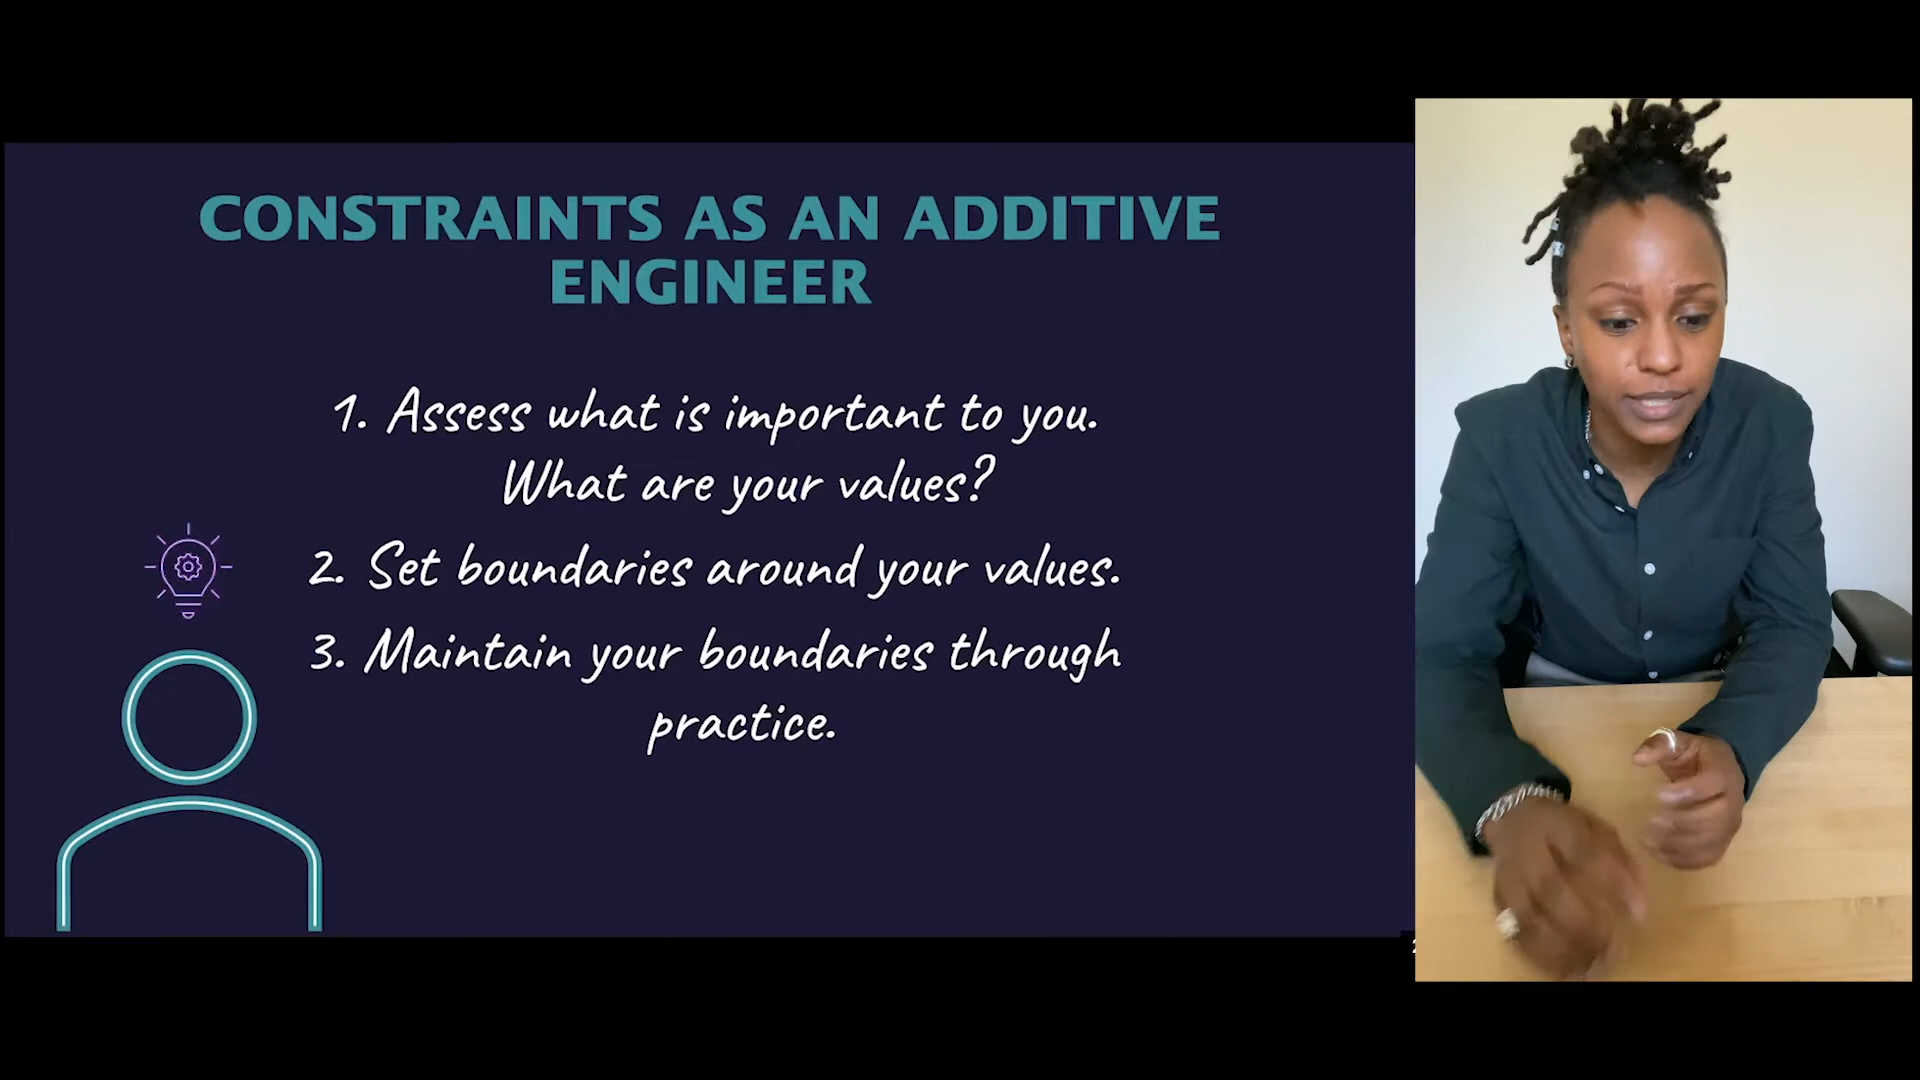 CONSTRAINTS AS AN ADDITIVE
ENGINEER
1. Assess what is important to you.
What are your values?
2. Set boundaries around your values.
3. Maintain your boundaries through
practice.